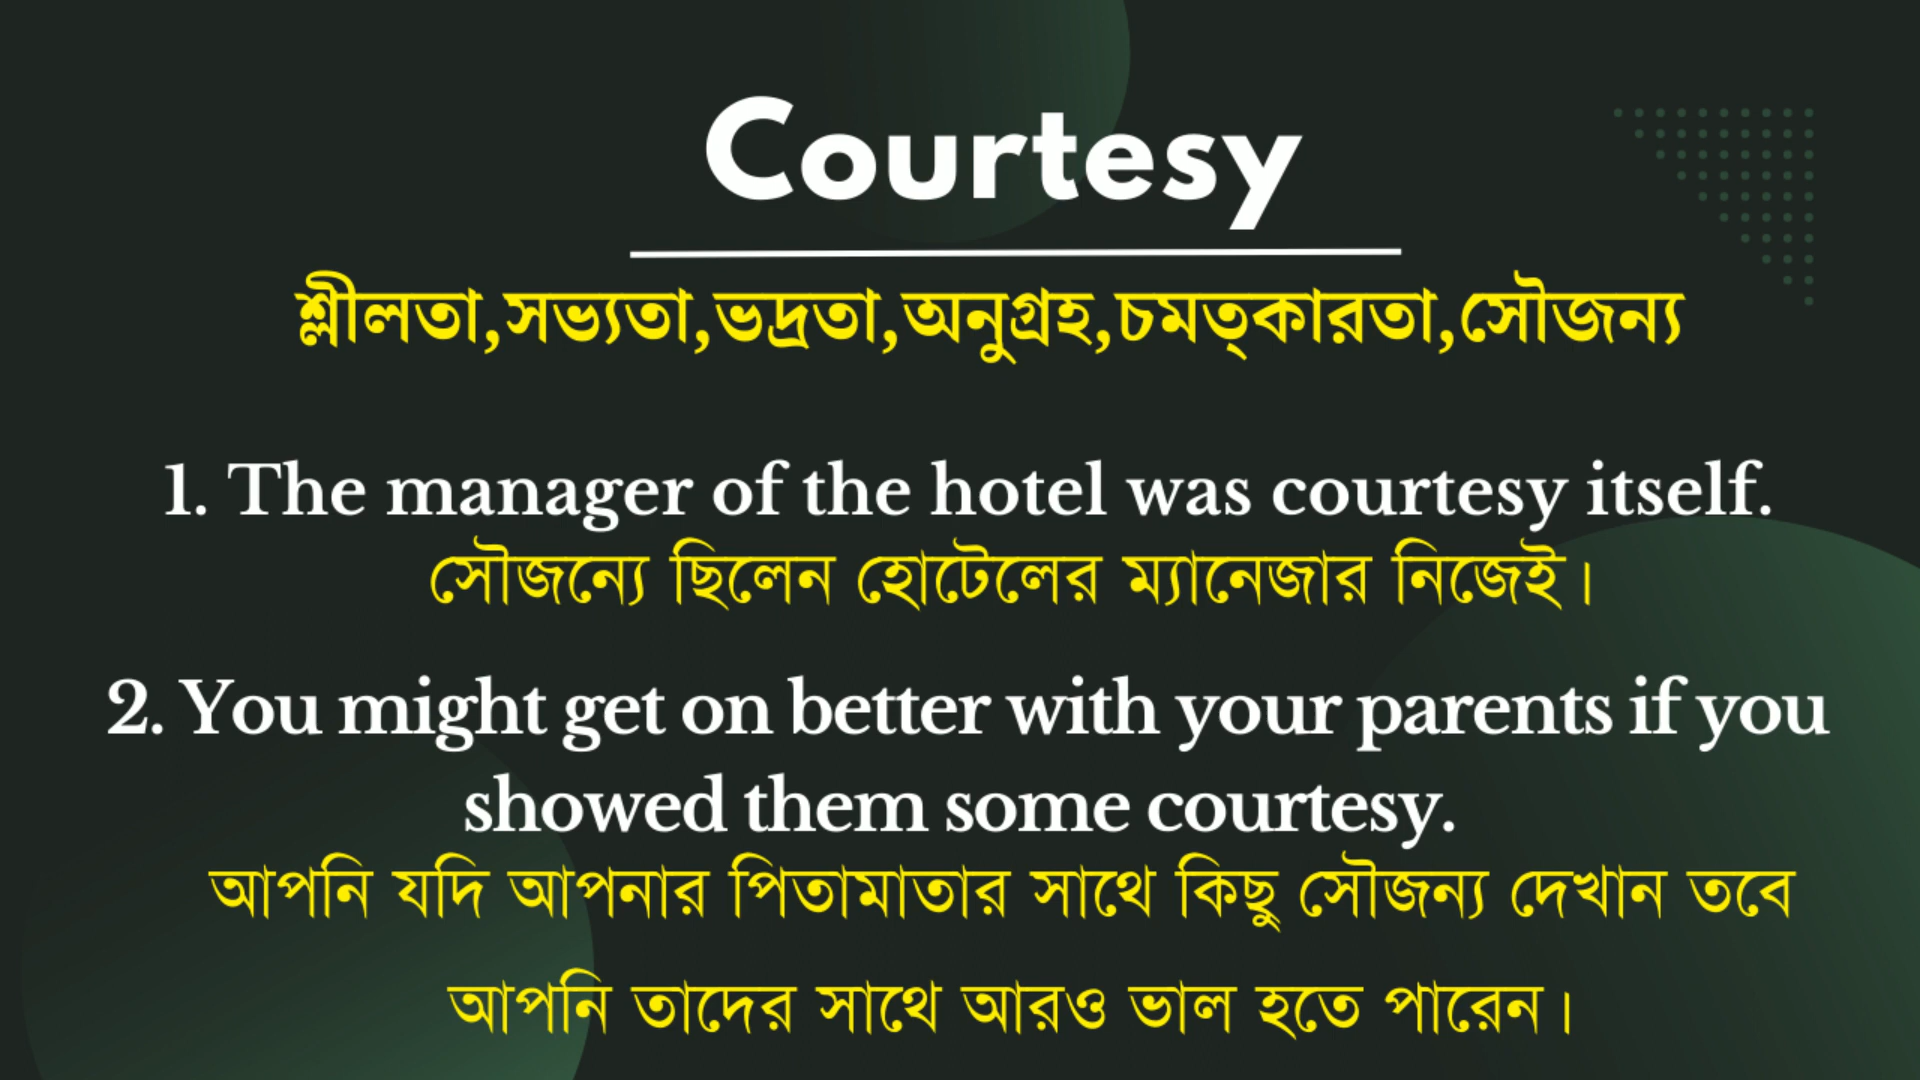 Courtesy
শ্লীলতা,সভ্যতা,ভদ্রতা,অনুগ্রহ,চমত্কারতা,সৌজন্য
1. The manager of the hotel was courtesy itself.
সৌজন্যে ছিলেন হোটেলের ম্যানেজার নিজেই।
2. You might get on better with your parents if you
showed them some courtesy.
আপনি যদি আপনার পিতামাতার সাথে কিছু সৌজন্য দেখান তবে
আপনি তাদের সাথে আরও ভাল হতে পারেন।